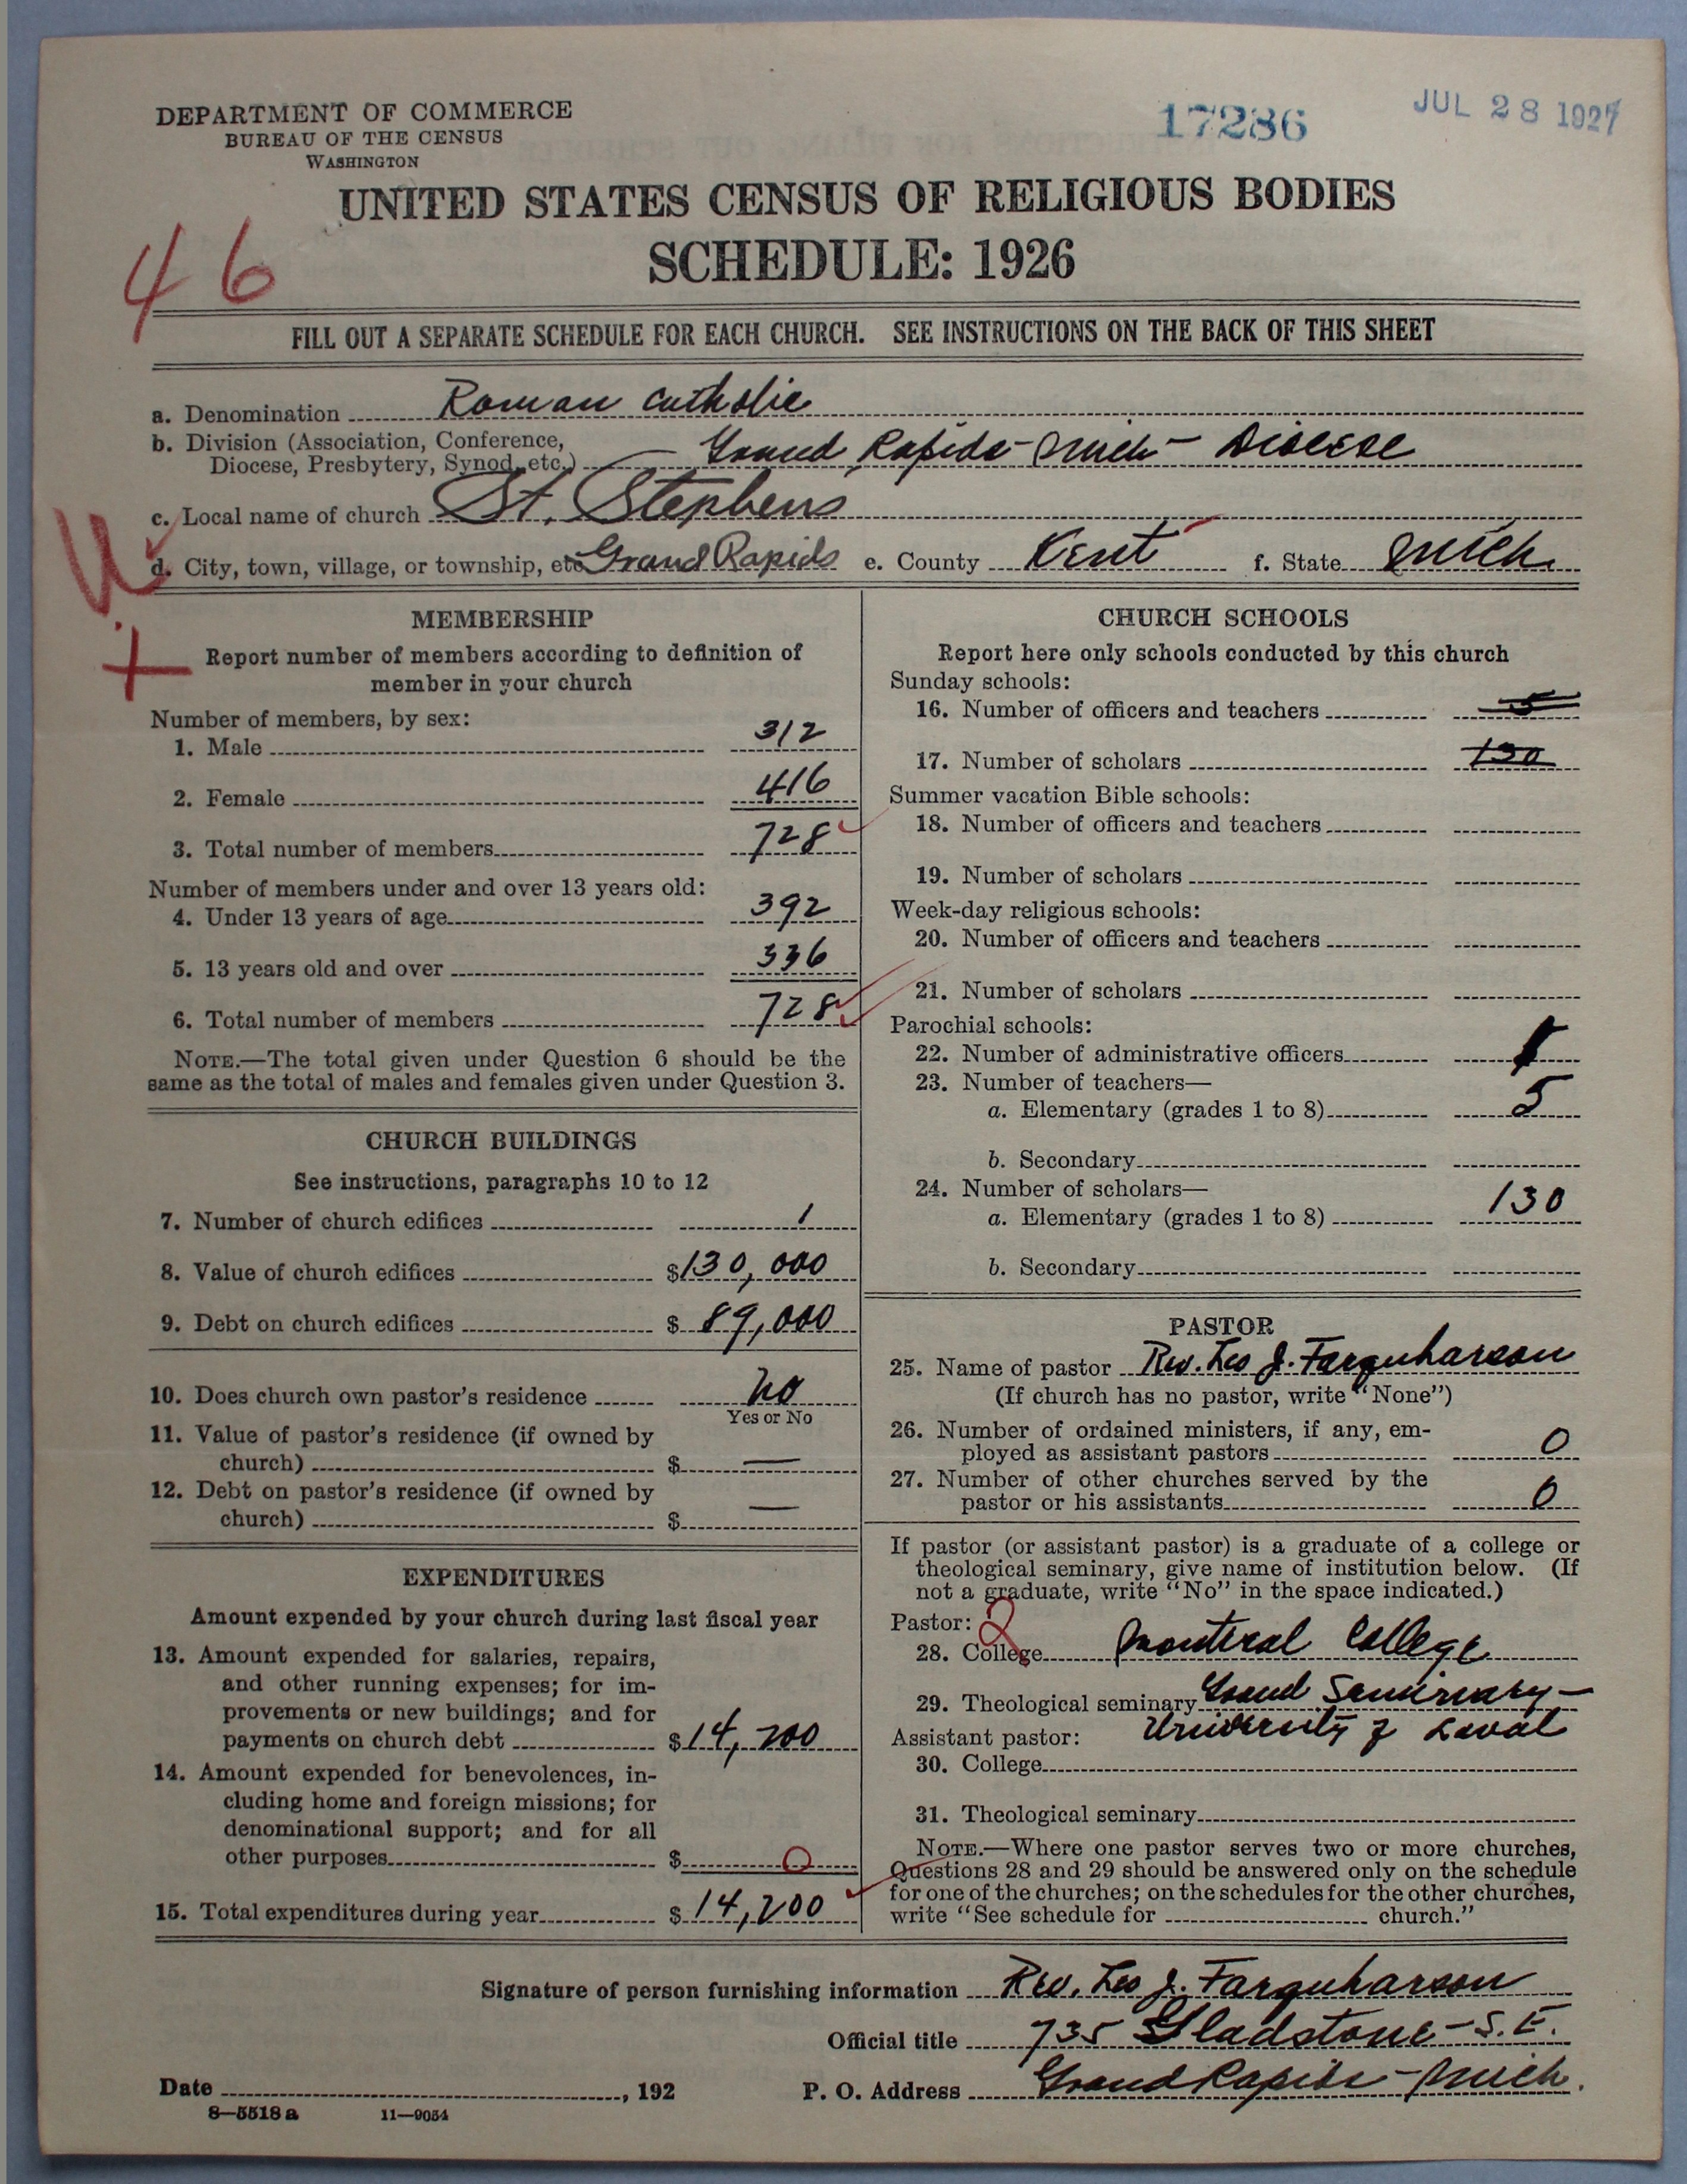 DEPARTMENT OF COMMERCE
BUREAU OF THE CENSUS
WASHINGTON
17286
JUL 28 1927
UNITED STATES CENSUS OF RELIGIOUS BODIES
SCHEDULE: 1926
46
FILL OUT A SEPARATE SCHEDULE FOR EACH CHURCH. SEE INSTRUCTIONS ON THE BACK OF THIS SHEET
a. Denomination Roman Catholic
b. Division (Association, Conference,
Diocese, Presbytery, Synod, etc.) Grand Rapids - Mich - Diocese
c. Local name of church St. Stephens
d. City, town, village, or township, etc Grand Rapids e. County Kent f. State Mich.
MEMBERSHIP
Report number of members according to definition of
member in your church
Number of members, by sex:
1. Male 312
2. Female 416
3. Total number of members 728
Number of members under and over 13 years old:
4. Under 13 years of age 392
5. 13 years old and over 336
6. Total number of members 728
NOTE.—The total given under Question 6 should be the
same as the total of males and females given under Question 3.
CHURCH BUILDINGS
See instructions, paragraphs 10 to 12
7. Number of church edifices 1
8. Value of church edifices $130,000
9. Debt on church edifices $ 89,000
10. Does church own pastor's residence No
Yes or No
11. Value of pastor's residence (if owned by
church) $ —
12. Debt on pastor's residence (if owned by
church) $ —
EXPENDITURES
Amount expended by your church during last fiscal year
13. Amount expended for salaries, repairs,
and other running expenses; for im-
provements or new buildings; and for
payments on church debt $14,200
14. Amount expended for benevolences, in-
cluding home and foreign missions; for
denominational support; and for all
other purposes $ 0
15. Total expenditures during year $ 14,200
CHURCH SCHOOLS
Report here only schools conducted by this church
Sunday schools:
16. Number of officers and teachers 5
17. Number of scholars 130
Summer vacation Bible schools:
18. Number of officers and teachers
19. Number of scholars
Week-day religious schools:
20. Number of officers and teachers
21. Number of scholars
Parochial schools:
22. Number of administrative officers
23. Number of teachers—
a. Elementary (grades 1 to 8) 5
b. Secondary
24. Number of scholars—
a. Elementary (grades 1 to 8) 130
b. Secondary
PASTOR
25. Name of pastor Rev. Leo J. Farquharson
(If church has no pastor, write "None")
26. Number of ordained ministers, if any, em-
ployed as assistant pastors 0
27. Number of other churches served by the
pastor or his assistants 0
If pastor (or assistant pastor) is a graduate of a college or
theological seminary, give name of institution below. (If
not a graduate, write "No" in the space indicated.)
Pastor: 2
28. College Montreal College
29. Theological seminary Grand Seminary -
Assistant pastor: University of Laval
30. College
31. Theological seminary
NOTE.—Where one pastor serves two or more churches,
Questions 28 and 29 should be answered only on the schedule
for one of the churches; on the schedules for the other churches,
write "See schedule for church."
Signature of person furnishing information Rev. Leo J. Farquharson
Official title 735 Gladstone - S.E.
Date , 192 P. O. Address Grand Rapids - Mich.
8—5518 a 11—9054